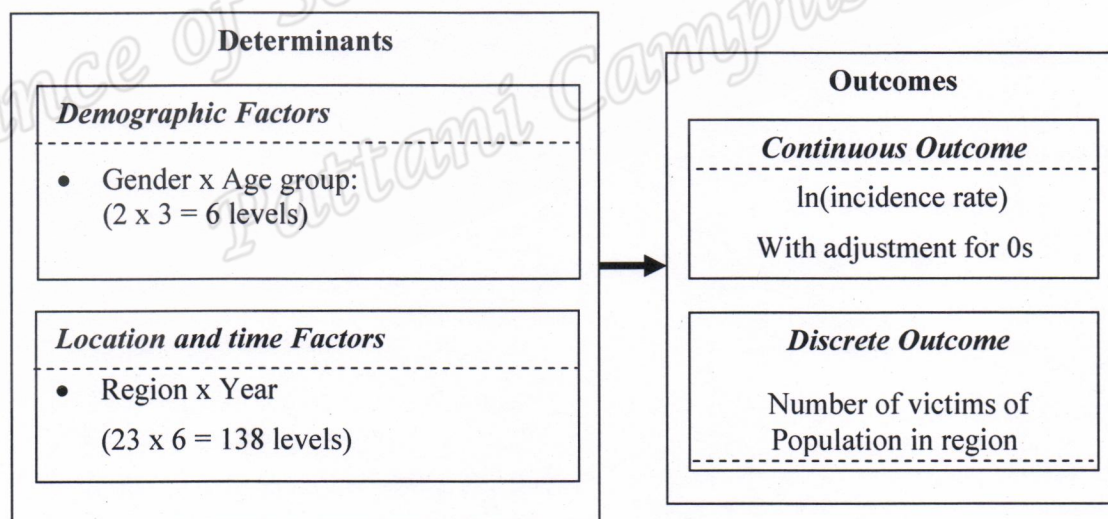 Determinants
Demographic Factors
• Gender x Age group:
(2 x 3 = 6 levels)
Location and time Factors
• Region x Year
(23 x 6 = 138 levels)
Outcomes
Continuous Outcome
ln(incidence rate)
With adjustment for 0s
Discrete Outcome
Number of victims of
Population in region
Pattani Campus